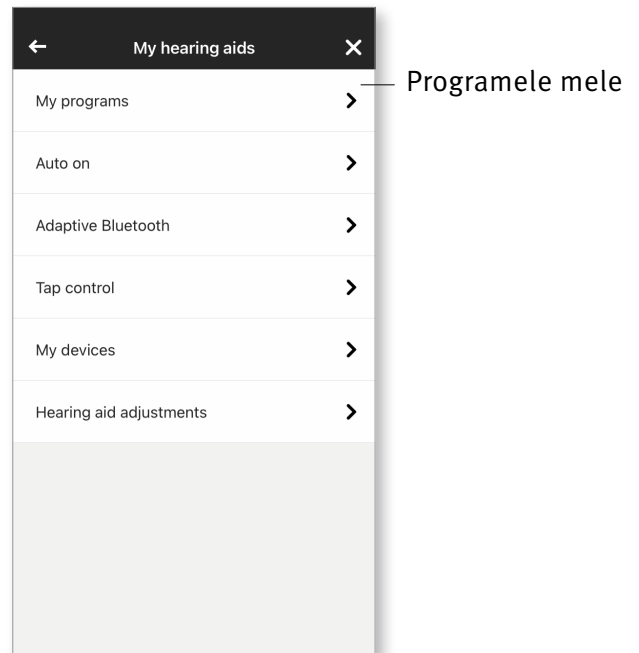 My hearing aids
My programs
Programele mele
Auto on
Adaptive Bluetooth
Tap control
My devices
Hearing aid adjustments